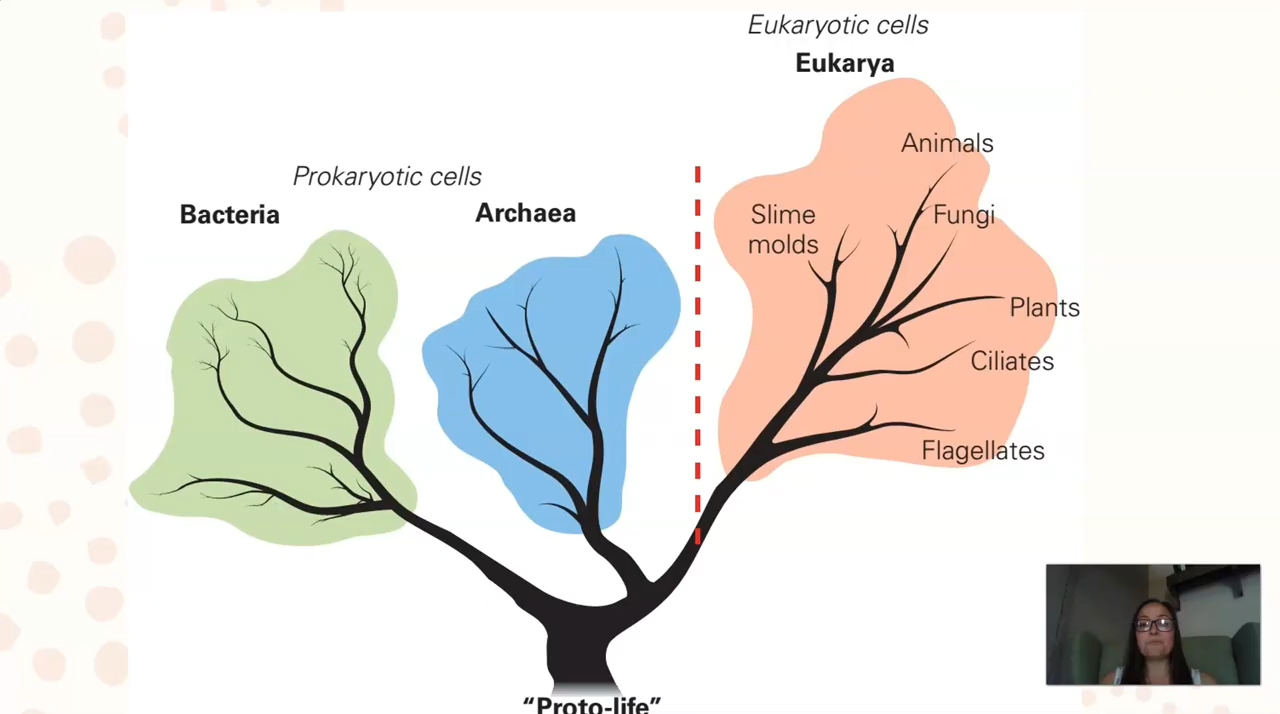 Eukaryotic cells
Eukarya
Animals
Prokaryotic cells
Bacteria
Archaea
Slime
molds
Fungi
Plants
Ciliates
Flagellates
“Proto-life”